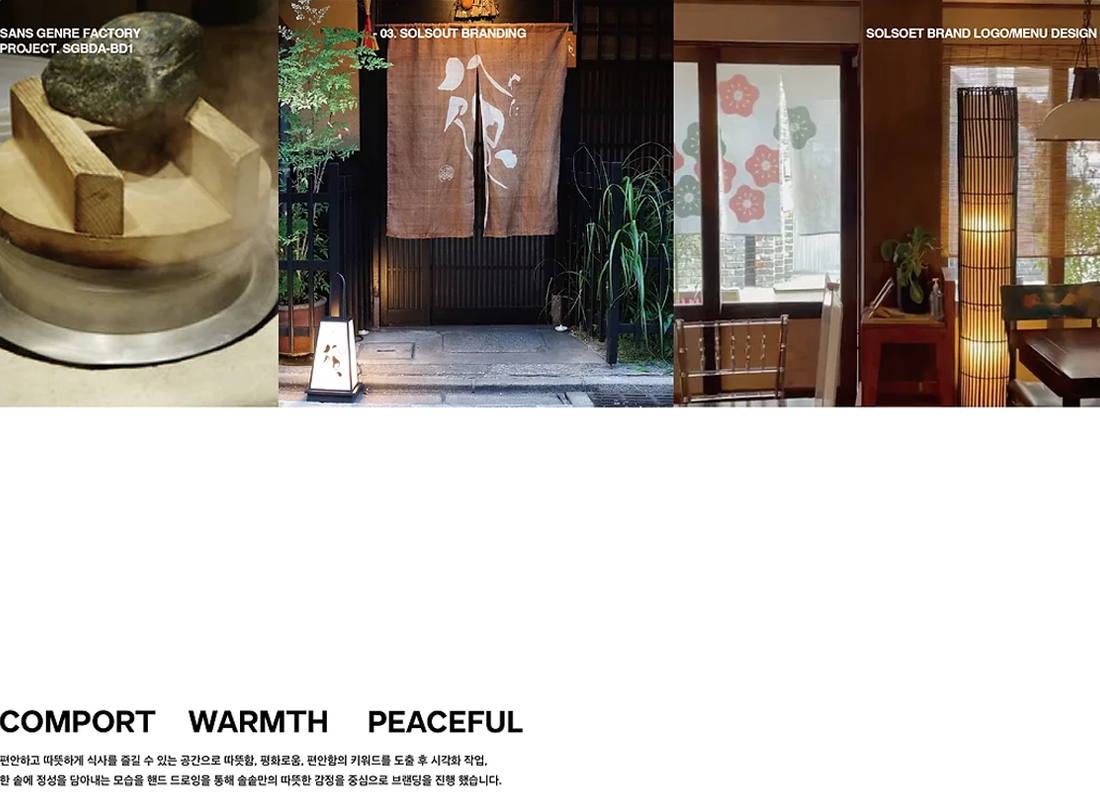 SANS GENRE FACTORY
PROJECT. SGBDA-BD1
- 03. SOLSOUT BRANDING
SOLSOET BRAND LOGO/MENU DESIGN
COMPORT WARMTH PEACEFUL
편안하고 따뜻하게 식사를 즐길 수 있는 공간으로 따뜻함, 평화로움, 편안함의 키워드를 도출 후 시각화 작업,
한 솥에 정성을 담아내는 모습을 핸드 드로잉을 통해 솔솥만의 따뜻한 감정을 중심으로 브랜딩을 진행 했습니다.